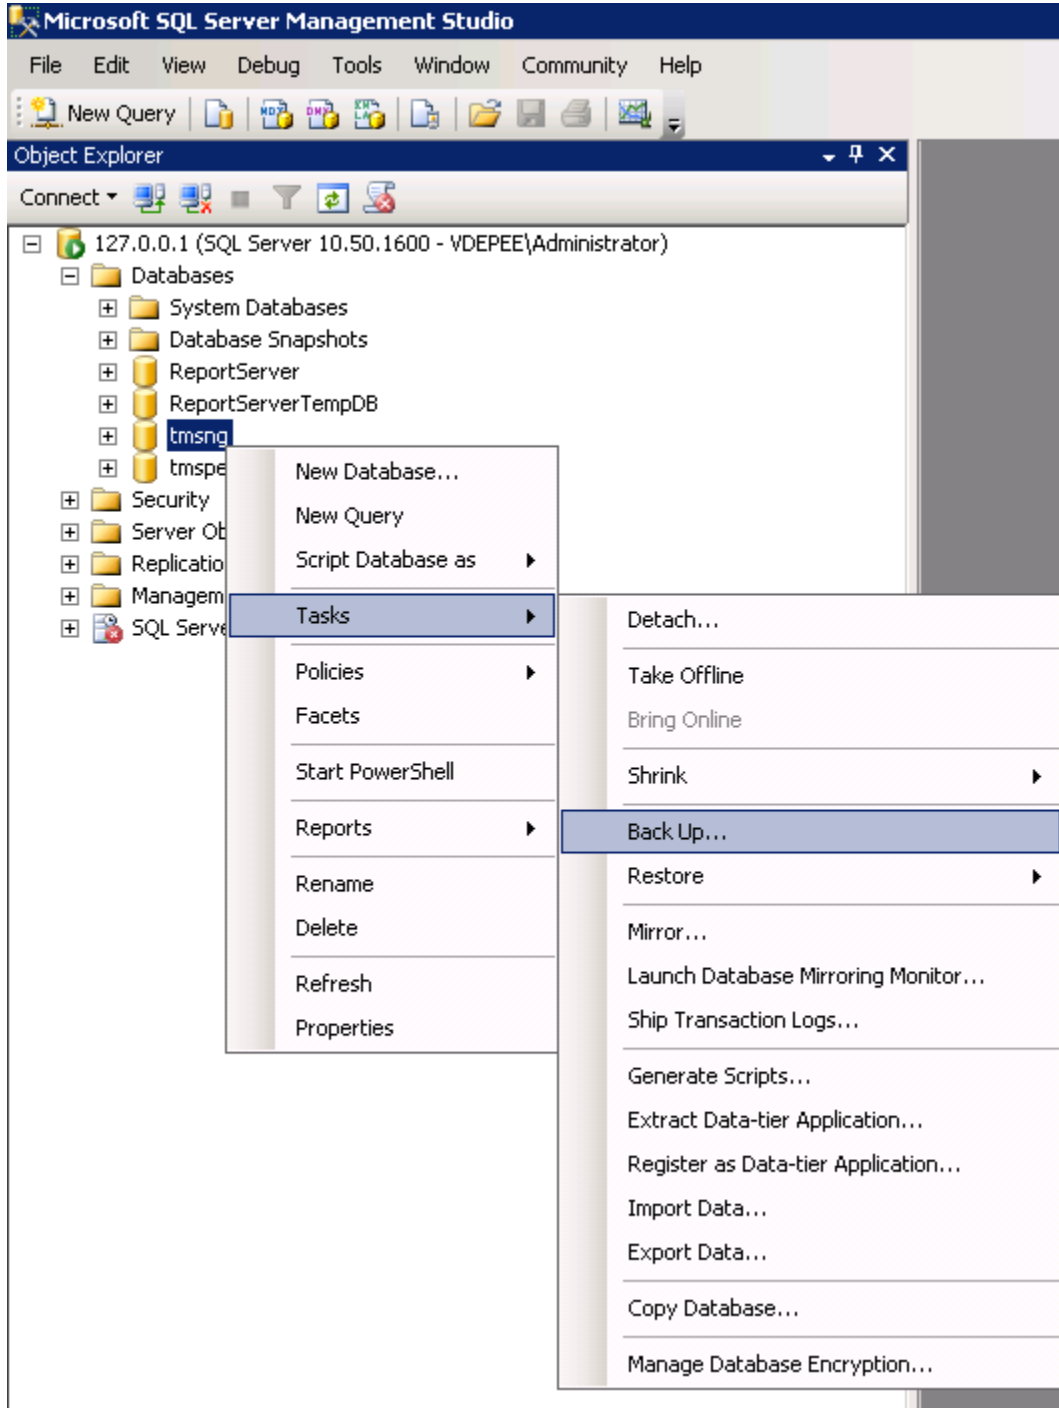 Microsoft SQL Server Management Studio
File Edit View Debug Tools Window Community Help
New Query
Object Explorer
Connect
127.0.0.1 (SQL Server 10.50.1600 - VDEPEE\Administrator)
Databases
System Databases
Database Snapshots
ReportServer
ReportServerTempDB
tmsng
tmspe
Security
Server Ob
Replicatio
Managem
SQL Serve
New Database...
New Query
Script Database as
Tasks
Policies
Facets
Start PowerShell
Reports
Rename
Delete
Refresh
Properties
Detach...
Take Offline
Bring Online
Shrink
Back Up...
Restore
Mirror...
Launch Database Mirroring Monitor...
Ship Transaction Logs...
Generate Scripts...
Extract Data-tier Application...
Register as Data-tier Application...
Import Data...
Export Data...
Copy Database...
Manage Database Encryption...